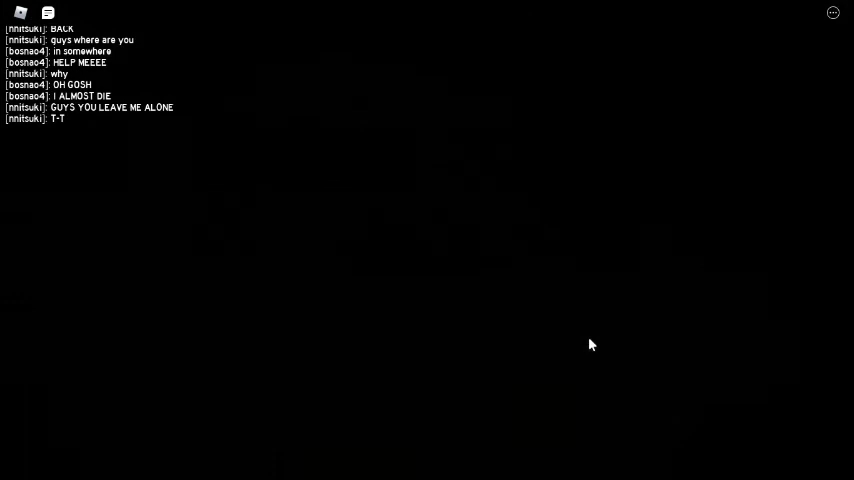 [nnitsuki]: BACK
[nnitsuki]: guys where are you
[bosnao4]: in somewhere
[bosnao4]: HELP MEEEE
[nnitsuki]: why
[bosnao4]: OH GOSH
[bosnao4]: I ALMOST DIE
[nnitsuki]: GUYS YOU LEAVE ME ALONE
[nnitsuki]: T-T